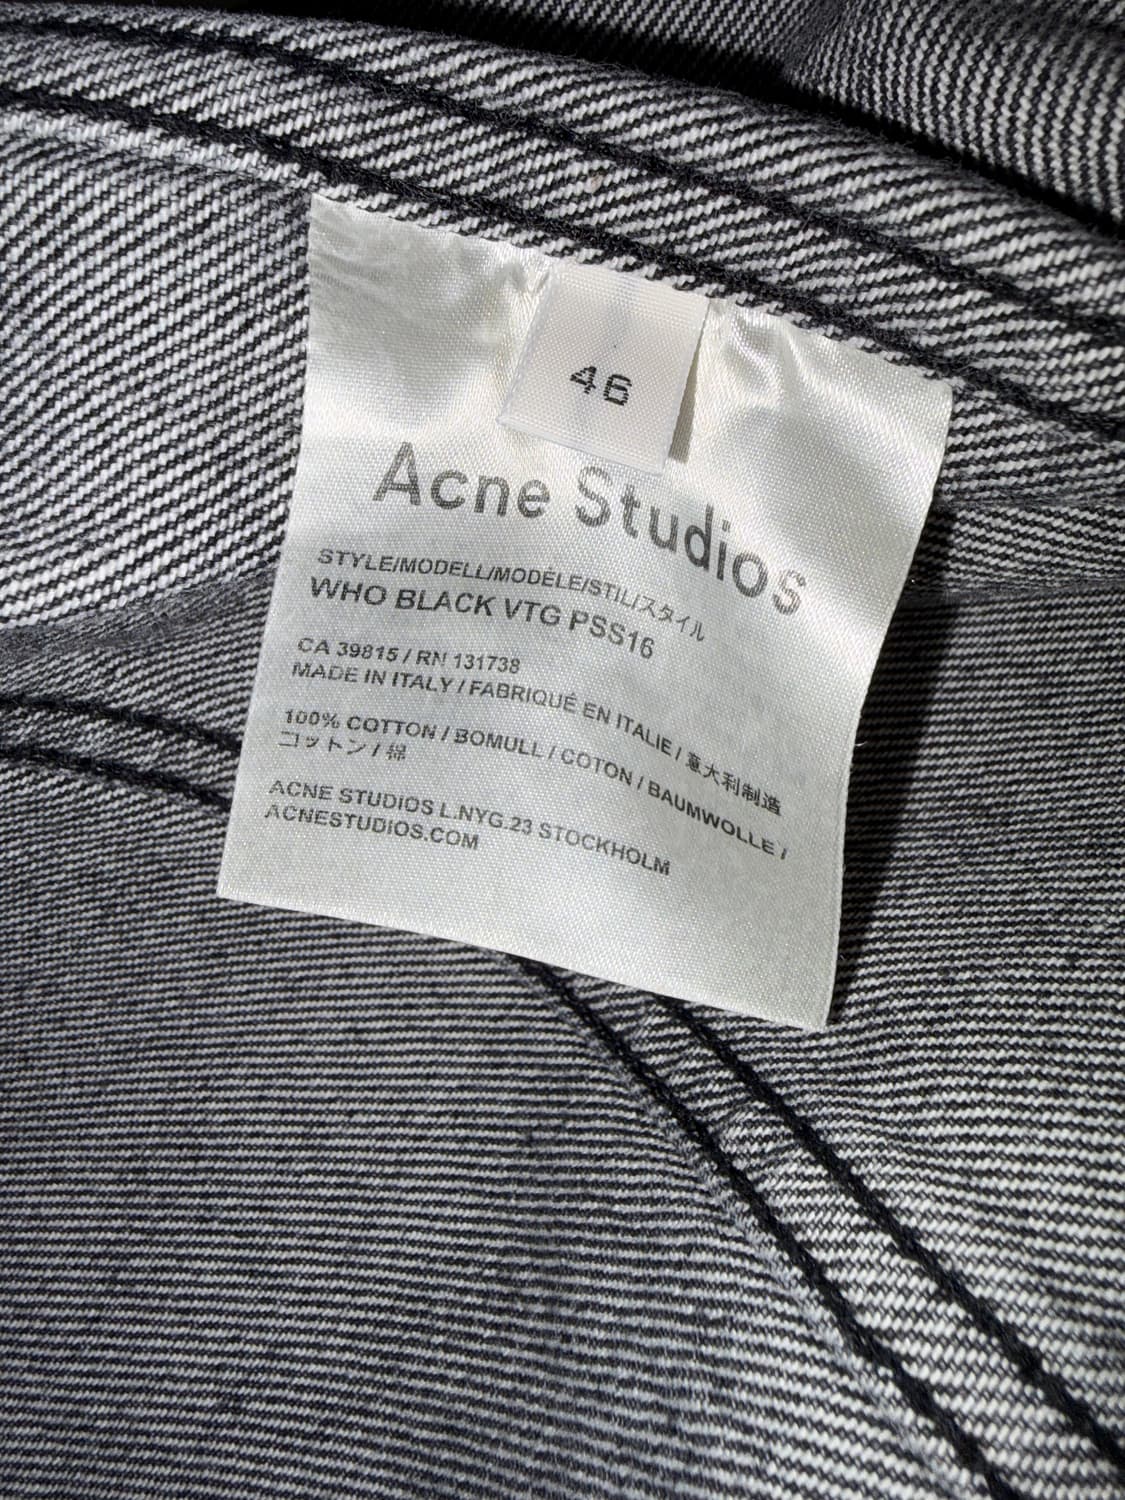 46
Acne Studios
STYLE/MODELL/MODÈLE/STIL/スタイル
WHO BLACK VTG PSS16
CA 39815 / RN 131738
MADE IN ITALY / FABRIQUÉ EN ITALIE / 意大利制造
100% COTTON / BOMULL / COTON / BAUMWOLLE /
コットン / 綿
ACNE STUDIOS L.NYG.23 STOCKHOLM
ACNESTUDIOS.COM